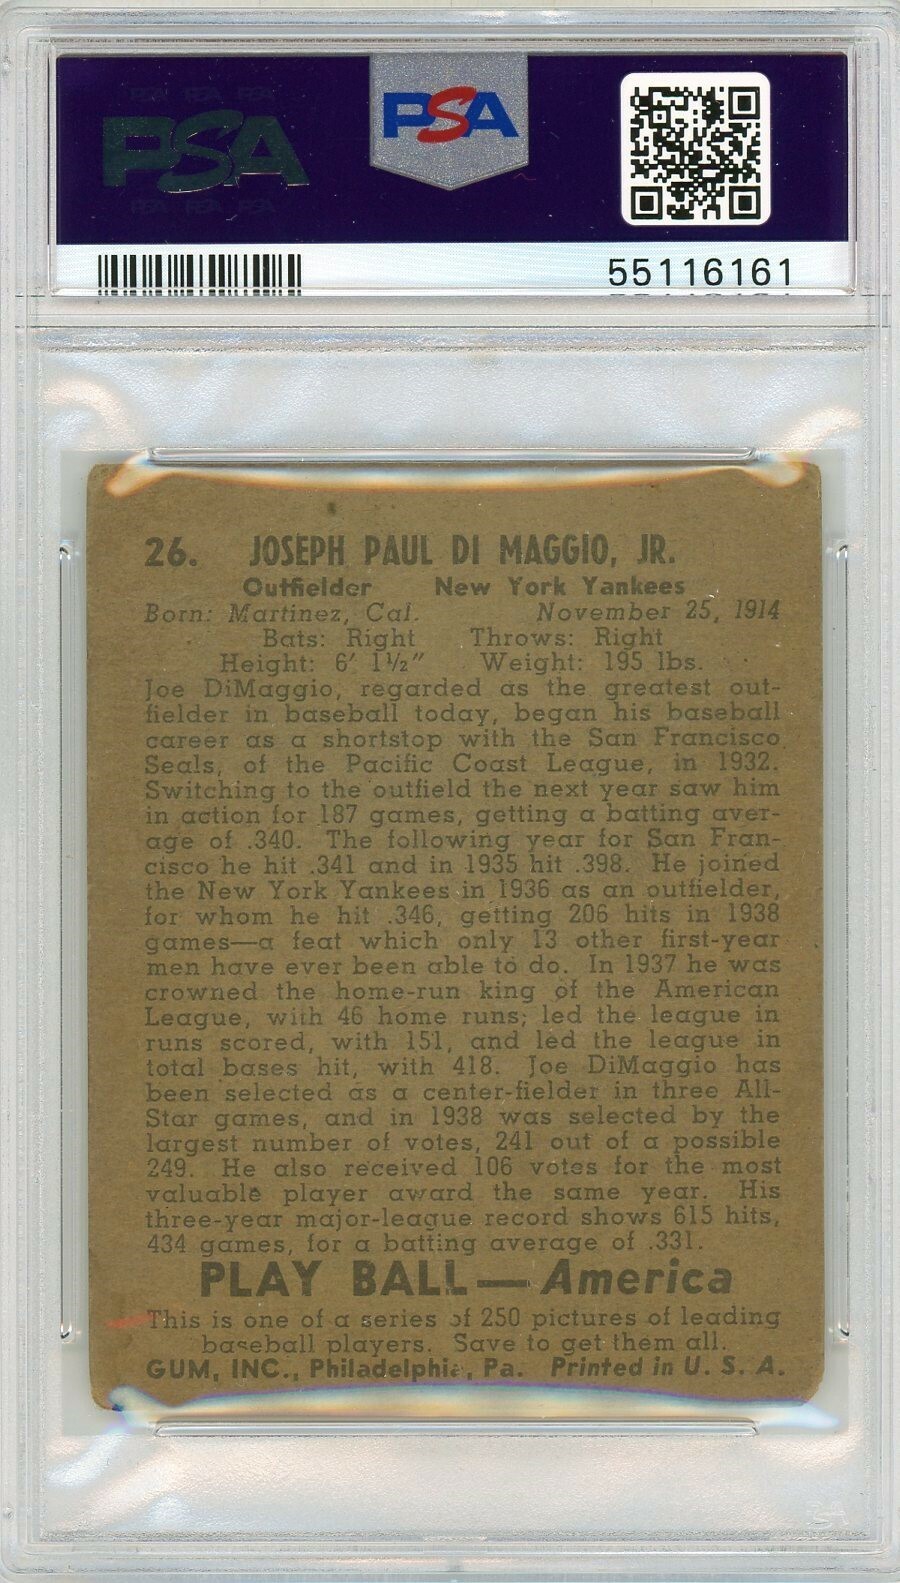 PSA PSA PSA
PSA
PSA PSA PSA
PSA
55116161
26. JOSEPH PAUL DI MAGGIO, JR.
Outfielder New York Yankees
Born: Martinez, Cal. November 25, 1914
Bats: Right Throws: Right
Height: 6' 1½" Weight: 195 lbs.
Joe DiMaggio, regarded as the greatest out-
fielder in baseball today, began his baseball
career as a shortstop with the San Francisco
Seals, of the Pacific Coast League, in 1932.
Switching to the outfield the next year saw him
in action for 187 games, getting a batting aver-
age of .340. The following year for San Fran-
cisco he hit .341 and in 1935 hit .398. He joined
the New York Yankees in 1936 as an outfielder,
for whom he hit .346, getting 206 hits in 1938
games—a feat which only 13 other first-year
men have ever been able to do. In 1937 he was
crowned the home-run king of the American
League, with 46 home runs; led the league in
runs scored, with 151, and led the league in
total bases hit, with 418. Joe DiMaggio has
been selected as a center-fielder in three All-
Star games, and in 1938 was selected by the
largest number of votes, 241 out of a possible
249. He also received 106 votes for the most
valuable player award the same year. His
three-year major-league record shows 615 hits,
434 games, for a batting average of .331.
PLAY BALL—America
This is one of a series of 250 pictures of leading
baseball players. Save to get them all.
GUM, INC., Philadelphia, Pa. Printed in U. S. A.